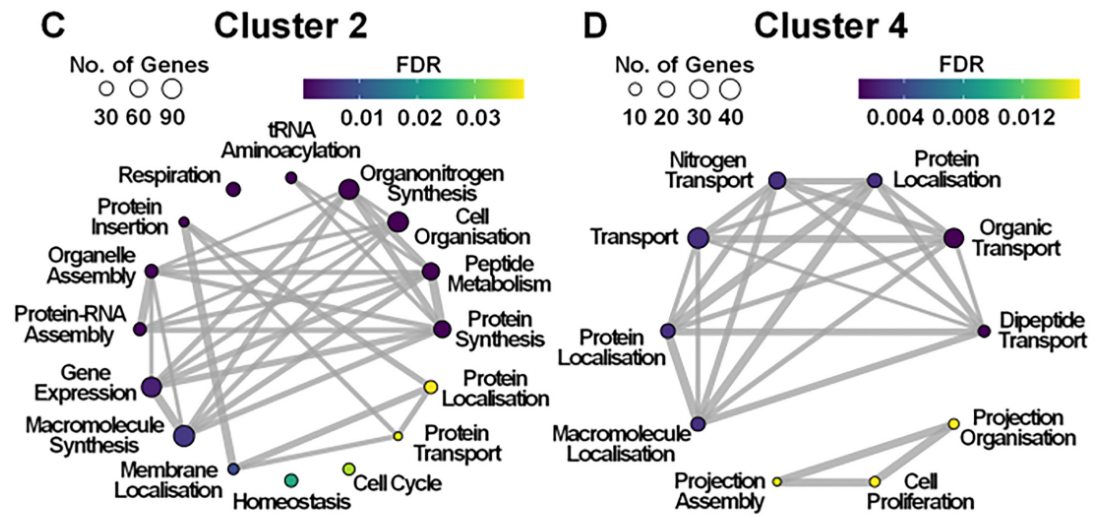 C Cluster 2
No. of Genes
30 60 90
FDR
0.01 0.02 0.03
tRNA
Aminoacylation
Respiration
Organonitrogen
Synthesis
Protein
Insertion
Cell
Organisation
Organelle
Assembly
Peptide
Metabolism
Protein-RNA
Assembly
Protein
Synthesis
Gene
Expression
Protein
Localisation
Macromolecule
Synthesis
Protein
Transport
Membrane
Localisation
Homeostasis
Cell Cycle
D Cluster 4
No. of Genes
10 20 30 40
FDR
0.004 0.008 0.012
Nitrogen
Transport
Protein
Localisation
Transport
Organic
Transport
Protein
Localisation
Dipeptide
Transport
Macromolecule
Localisation
Projection
Organisation
Projection
Assembly
Cell
Proliferation